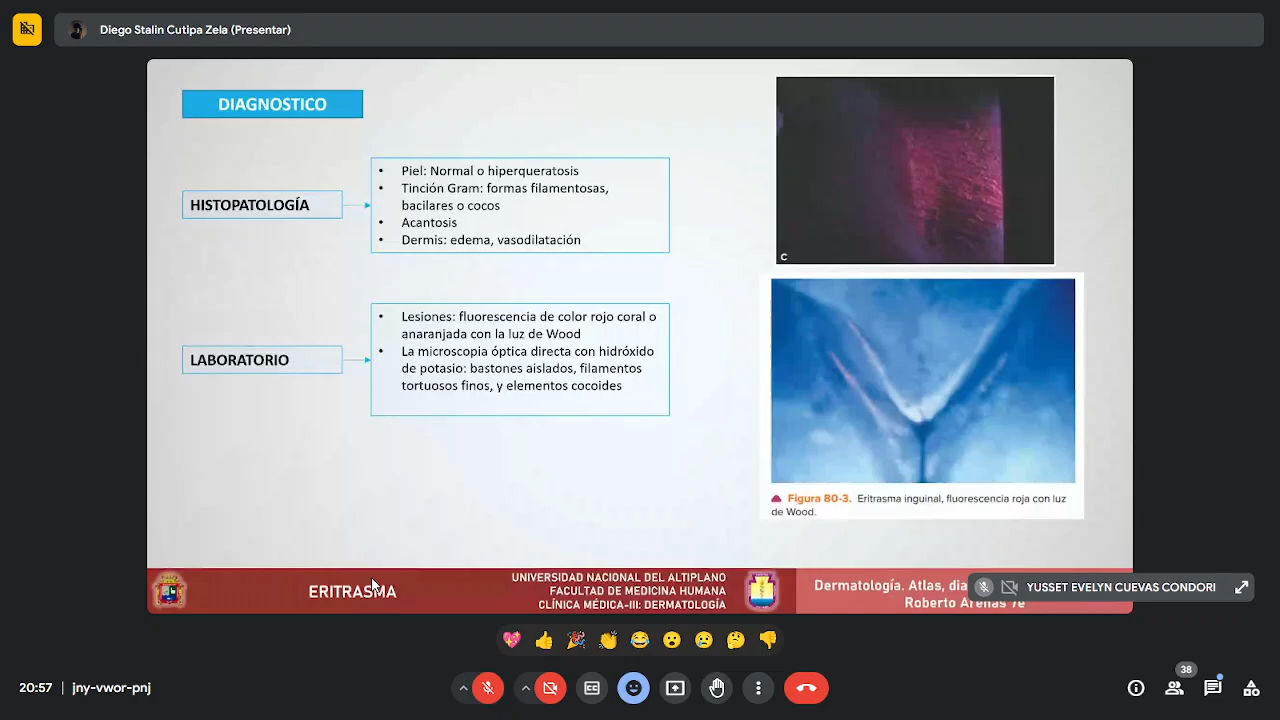 Diego Stalin Cutipa Zela (Presentar)
DIAGNOSTICO
HISTOPATOLOGÍA
• Piel: Normal o hiperqueratosis
• Tinción Gram: formas filamentosas,
bacilares o cocos
• Acantosis
• Dermis: edema, vasodilatación
LABORATORIO
• Lesiones: fluorescencia de color rojo coral o
anaranjada con la luz de Wood
• La microscopia óptica directa con hidróxido
de potasio: bastones aislados, filamentos
tortuosos finos, y elementos cocoides
C
Figura 80-3. Eritrasma inguinal, fluorescencia roja con luz
de Wood.
ERITRASMA
UNIVERSIDAD NACIONAL DEL ALTIPLANO
FACULTAD DE MEDICINA HUMANA
CLÍNICA MÉDICA-III: DERMATOLOGÍA
Dermatología. Atlas,
Roberto Arenas 7e
YUSSET EVELYN CUEVAS CONDORI
20:57 | jny-vwor-pnj
38